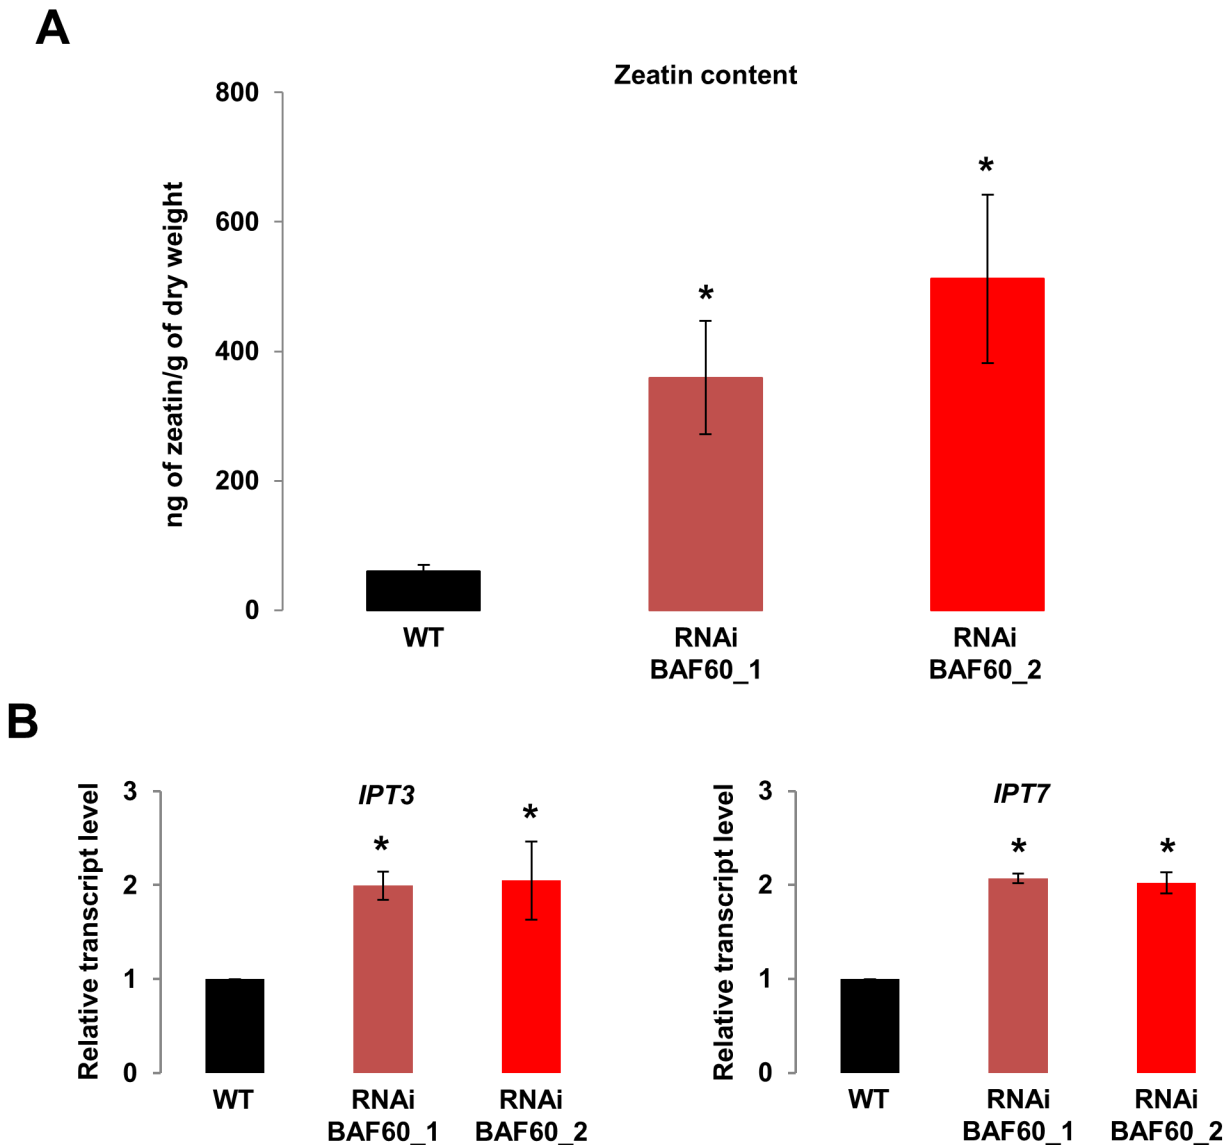 A
Zeatin content
ng of zeatin/g of dry weight
800
600
400
200
0
*
*
WT
RNAi
BAF60_1
RNAi
BAF60_2
B
Relative transcript level
3
2
1
0
IPT3
*
*
WT
RNAi
BAF60_1
RNAi
BAF60_2
Relative transcript level
3
2
1
0
IPT7
*
*
WT
RNAi
BAF60_1
RNAi
BAF60_2